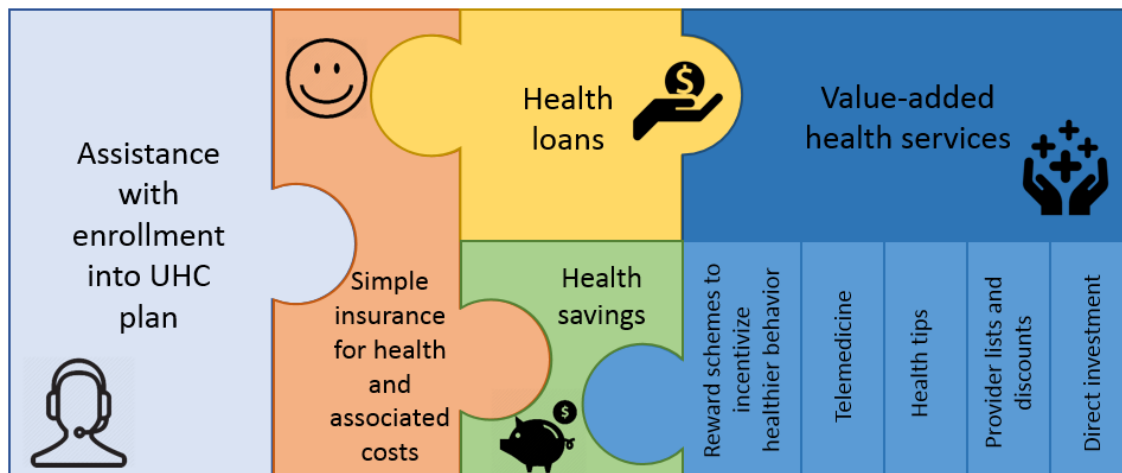 Assistance
with
enrollment
into UHC
plan
Simple
insurance
for health
and
associated
costs
Health
loans
$
Health
savings
$
Value-added
health services
Reward schemes to
incentivize
healthier behavior
Telemedicine
Health tips
Provider lists and
discounts
Direct investment